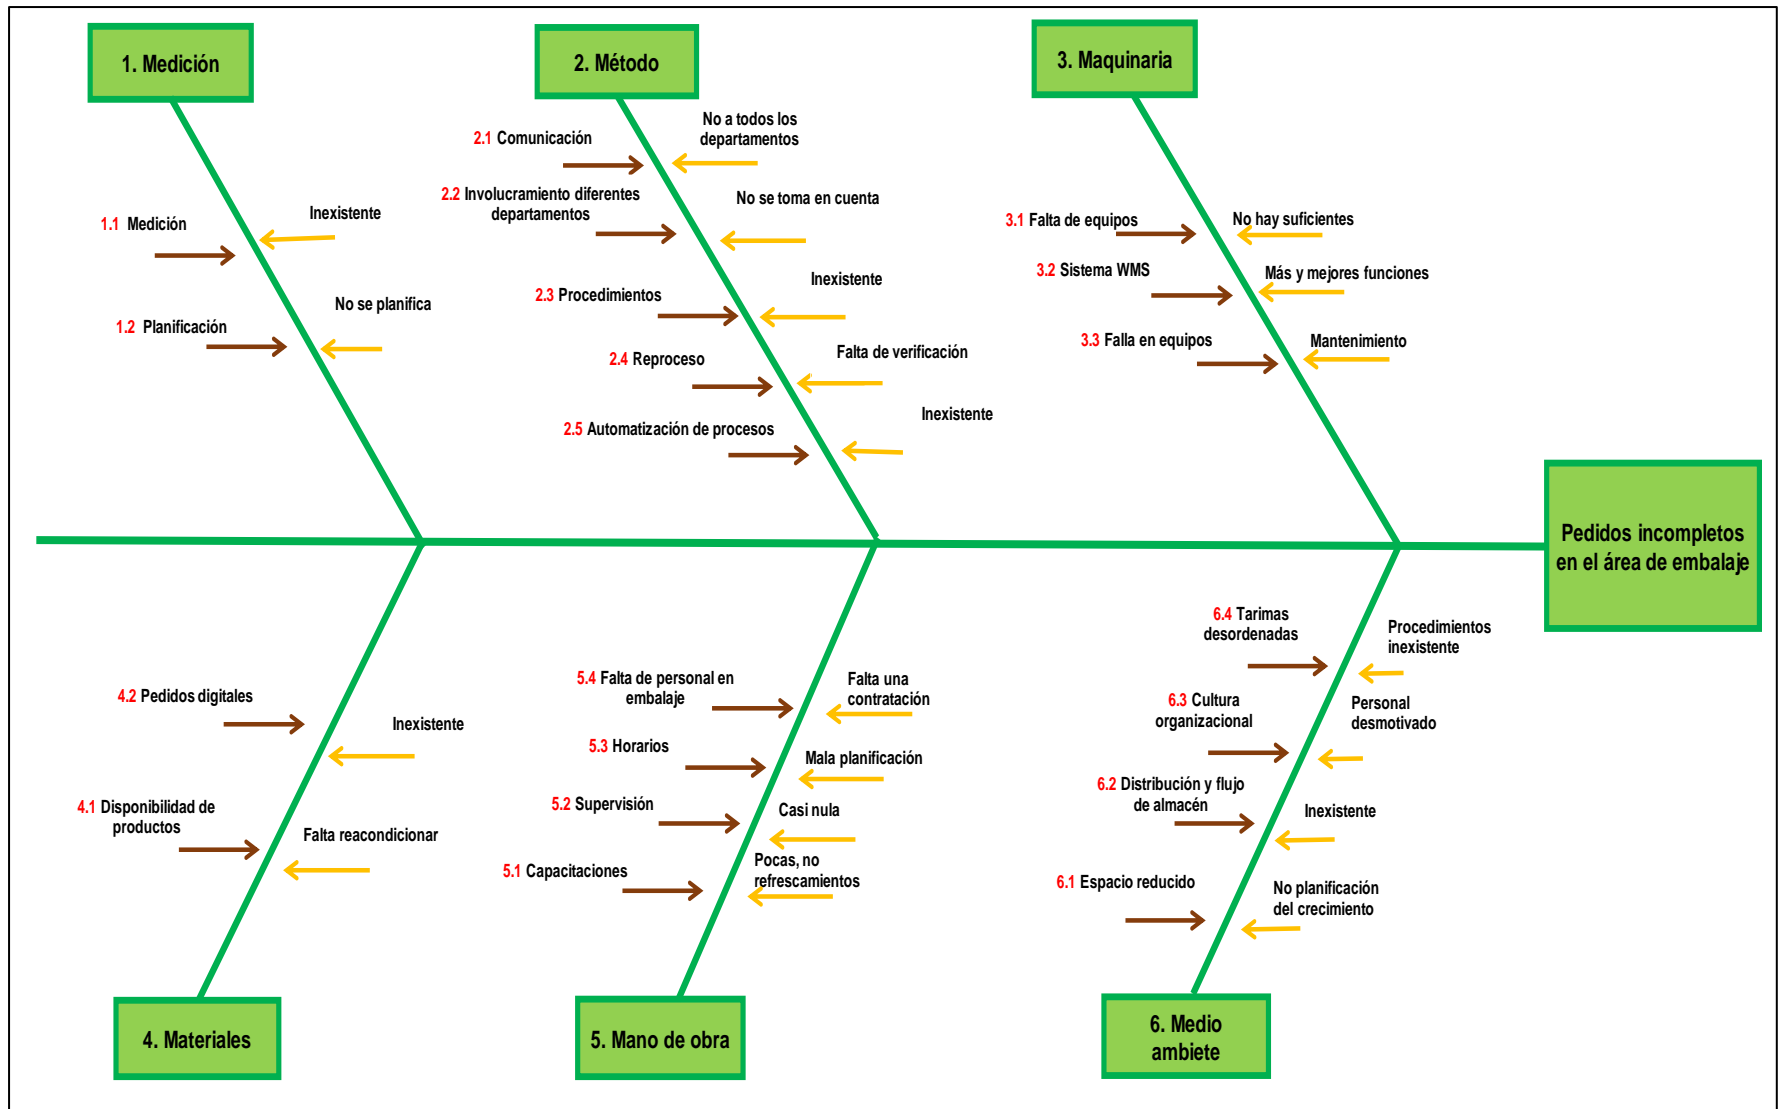 1. Medición
2. Método
3. Maquinaria
1.1 Medición
Inexistente
1.2 Planificación
No se planifica
2.1 Comunicación
No a todos los
departamentos
2.2 Involucramiento diferentes
departamentos
No se toma en cuenta
2.3 Procedimientos
Inexistente
2.4 Reproceso
Falta de verificación
2.5 Automatización de procesos
Inexistente
3.1 Falta de equipos
No hay suficientes
3.2 Sistema WMS
Más y mejores funciones
3.3 Falla en equipos
Mantenimiento
Pedidos incompletos
en el área de embalaje
4.2 Pedidos digitales
Inexistente
4.1 Disponibilidad de
productos
Falta reacondicionar
5.4 Falta de personal en
embalaje
Falta una
contratación
5.3 Horarios
Mala planificación
5.2 Supervisión
Casi nula
5.1 Capacitaciones
Pocas, no
refrescamientos
6.4 Tarimas
desordenadas
Procedimientos
inexistente
6.3 Cultura
organizacional
Personal
desmotivado
6.2 Distribución y flujo
de almacén
Inexistente
6.1 Espacio reducido
No planificación
del crecimiento
4. Materiales
5. Mano de obra
6. Medio
ambiete